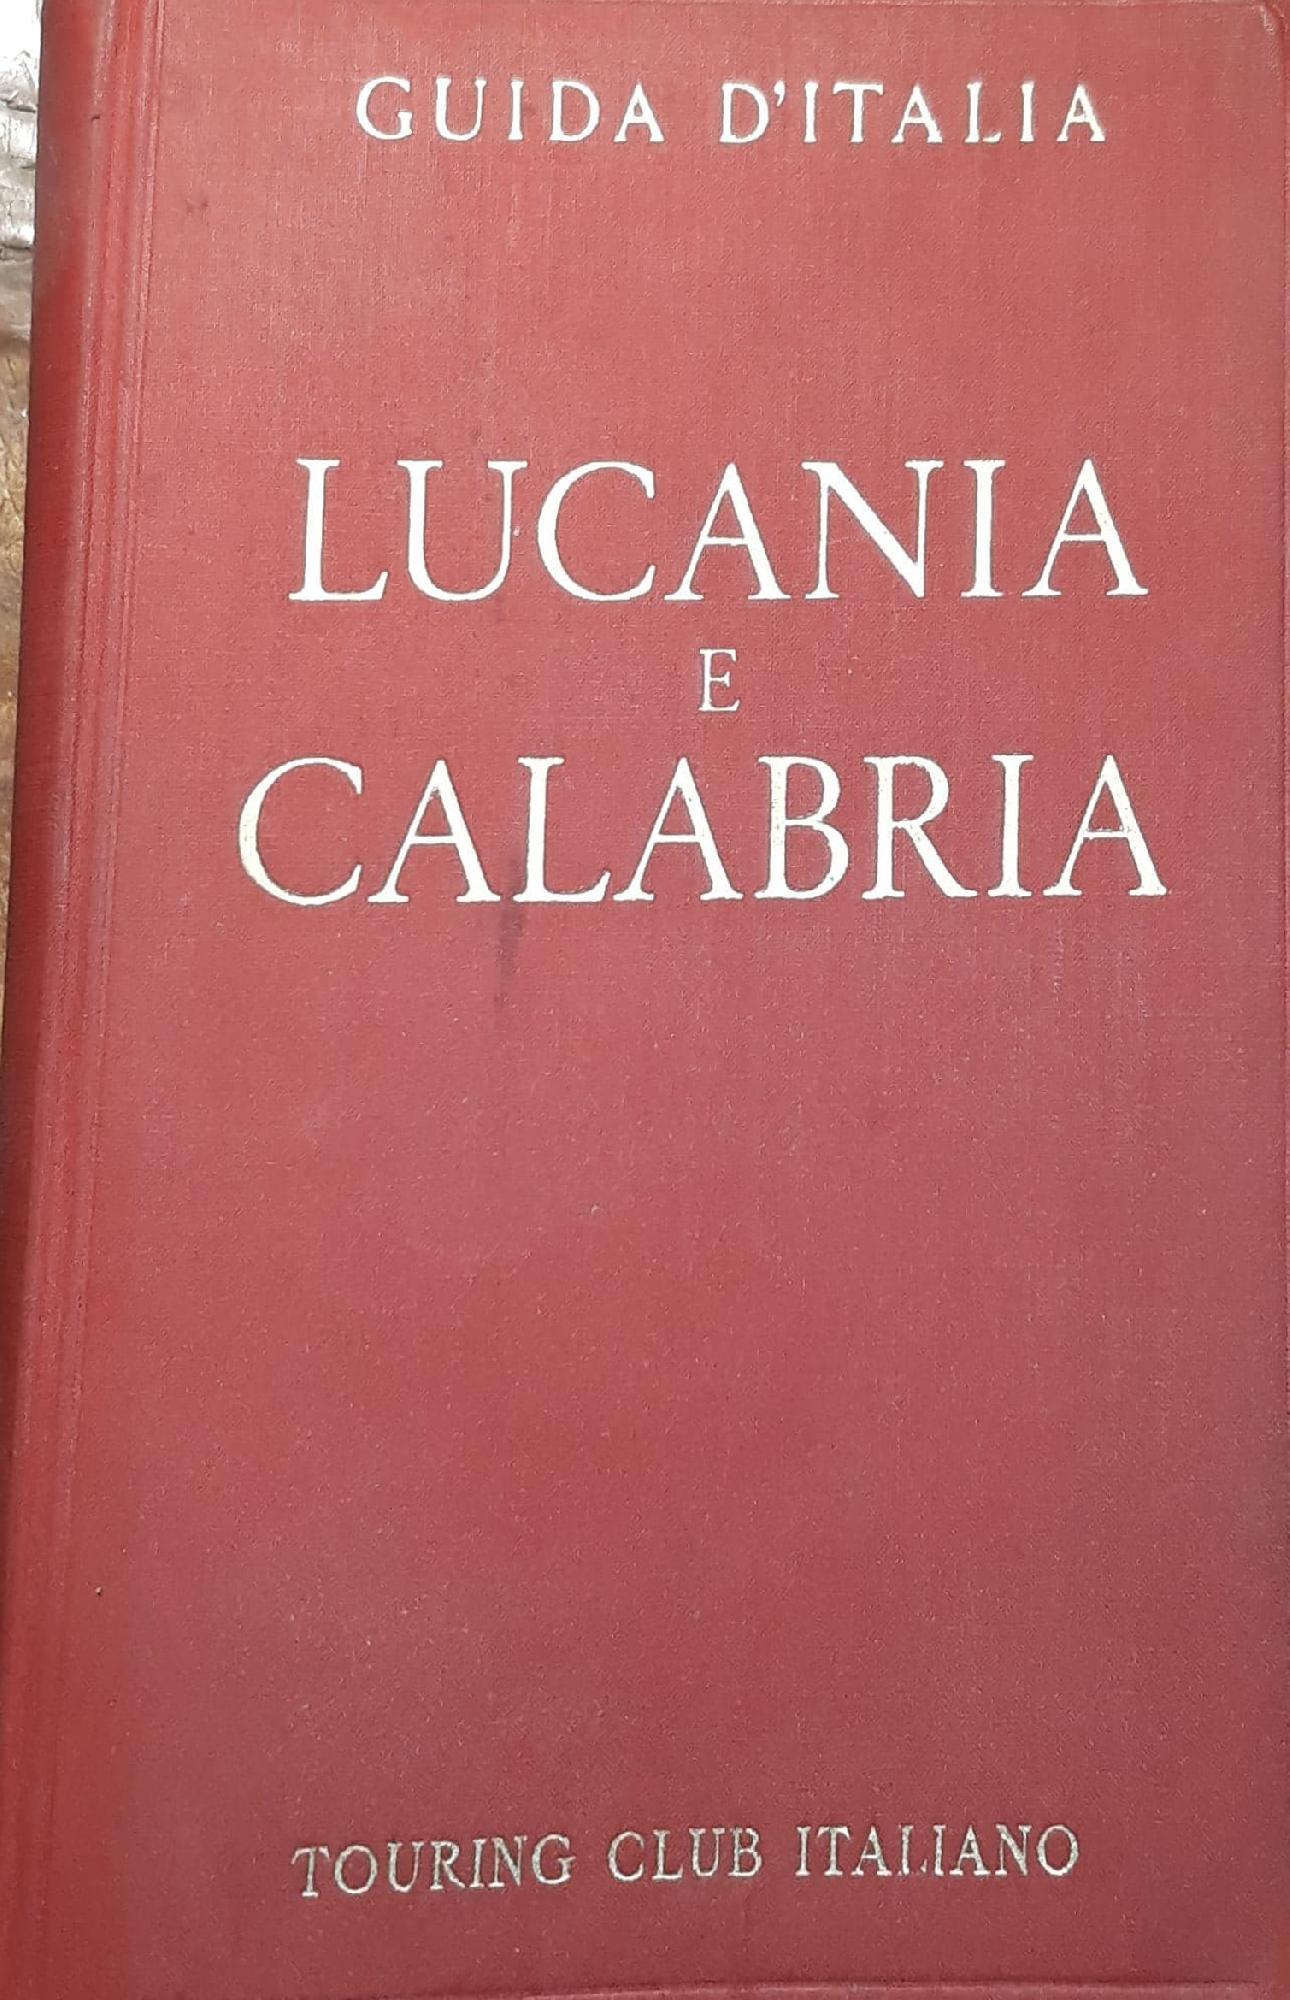 GUIDA D'ITALIA
LUCANIA
E
CALABRIA
TOURING CLUB ITALIANO